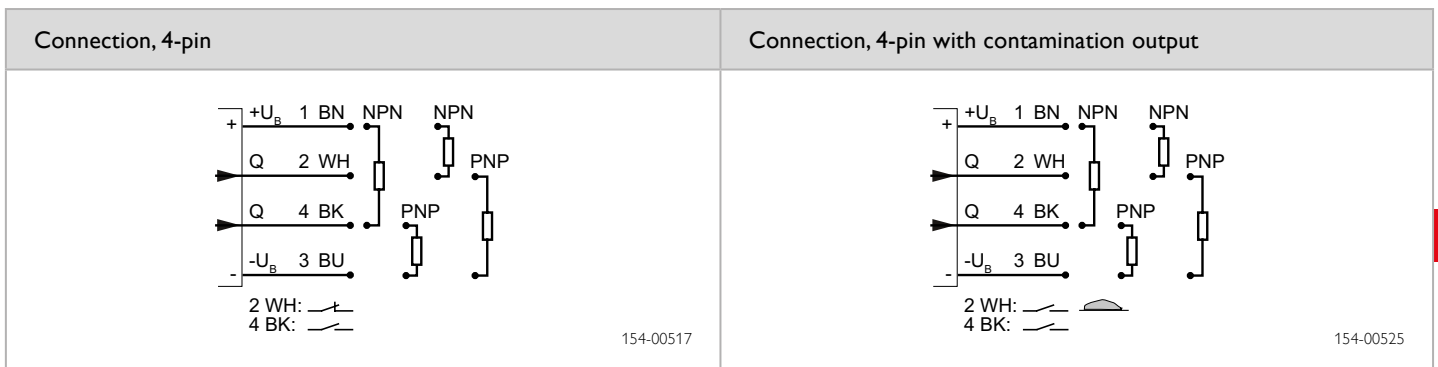 Connection, 4-pin
+U_B 1 BN NPN NPN
+
Q 2 WH PNP
Q 4 BK PNP
-U_B 3 BU
-
2 WH:
4 BK:
154-00517
Connection, 4-pin with contamination output
+U_B 1 BN NPN NPN
+
Q 2 WH PNP
Q 4 BK PNP
-U_B 3 BU
-
2 WH:
4 BK:
154-00525